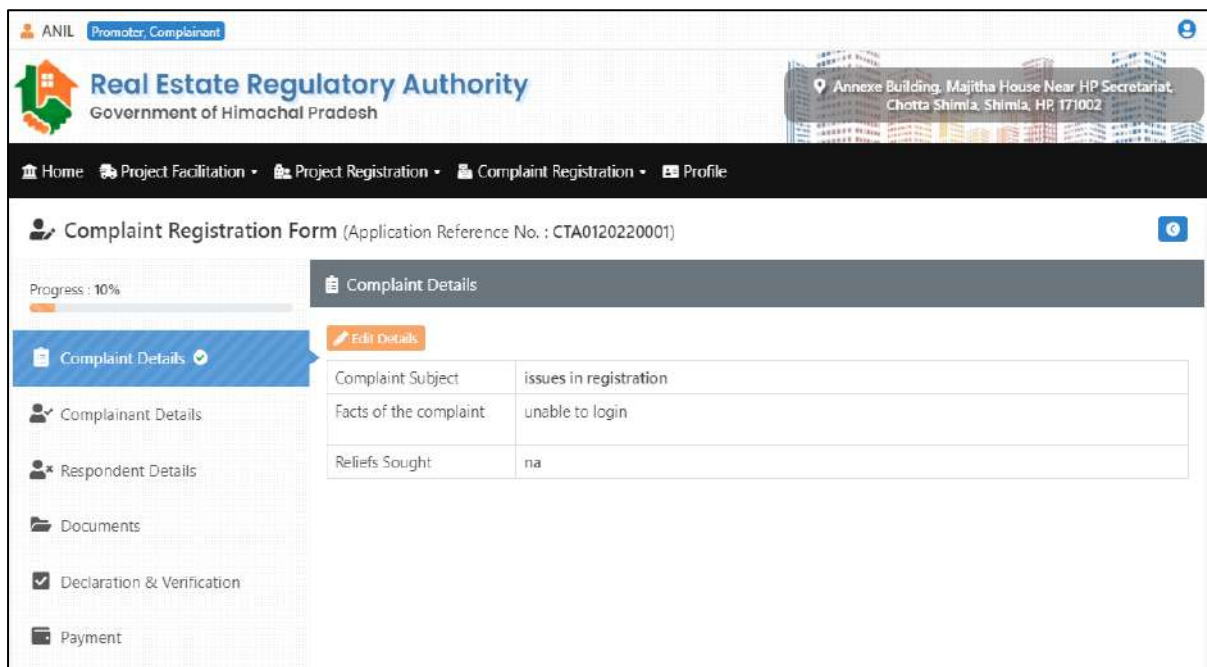 ANIL Promoter, Complainant
Real Estate Regulatory Authority
Government of Himachal Pradesh
Annexe Building, Majitha House Near HP Secretariat,
Chotta Shimla, Shimla, HP, 171002
Home Project Facilitation Project Registration Complaint Registration Profile
Complaint Registration Form (Application Reference No. : CTA0120220001)
Progress : 10%
Complaint Details
Complainant Details
Respondent Details
Documents
Declaration & Verification
Payment
Complaint Details
Edit Details
Complaint Subject issues in registration
Facts of the complaint unable to login
Reliefs Sought na